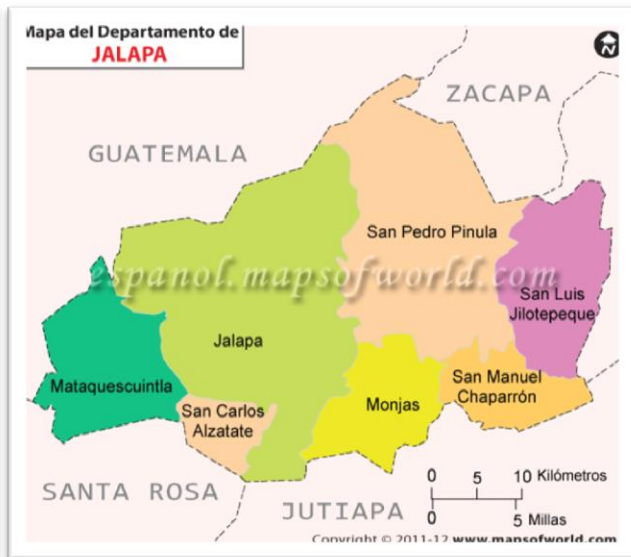 Mapa del Departamento de
JALAPA
N
ZACAPA
GUATEMALA
San Pedro Pinula
espanol.mapsofworld.com
San Luis
Jilotepeque
Jalapa
Mataquescuintla
San Manuel
Chaparrón
San Carlos
Alzatate
Monjas
0 5 10 Kilómetros
0 5 Millas
SANTA ROSA
JUTIAPA
Copyright © 2011-12 www.mapsofworld.com